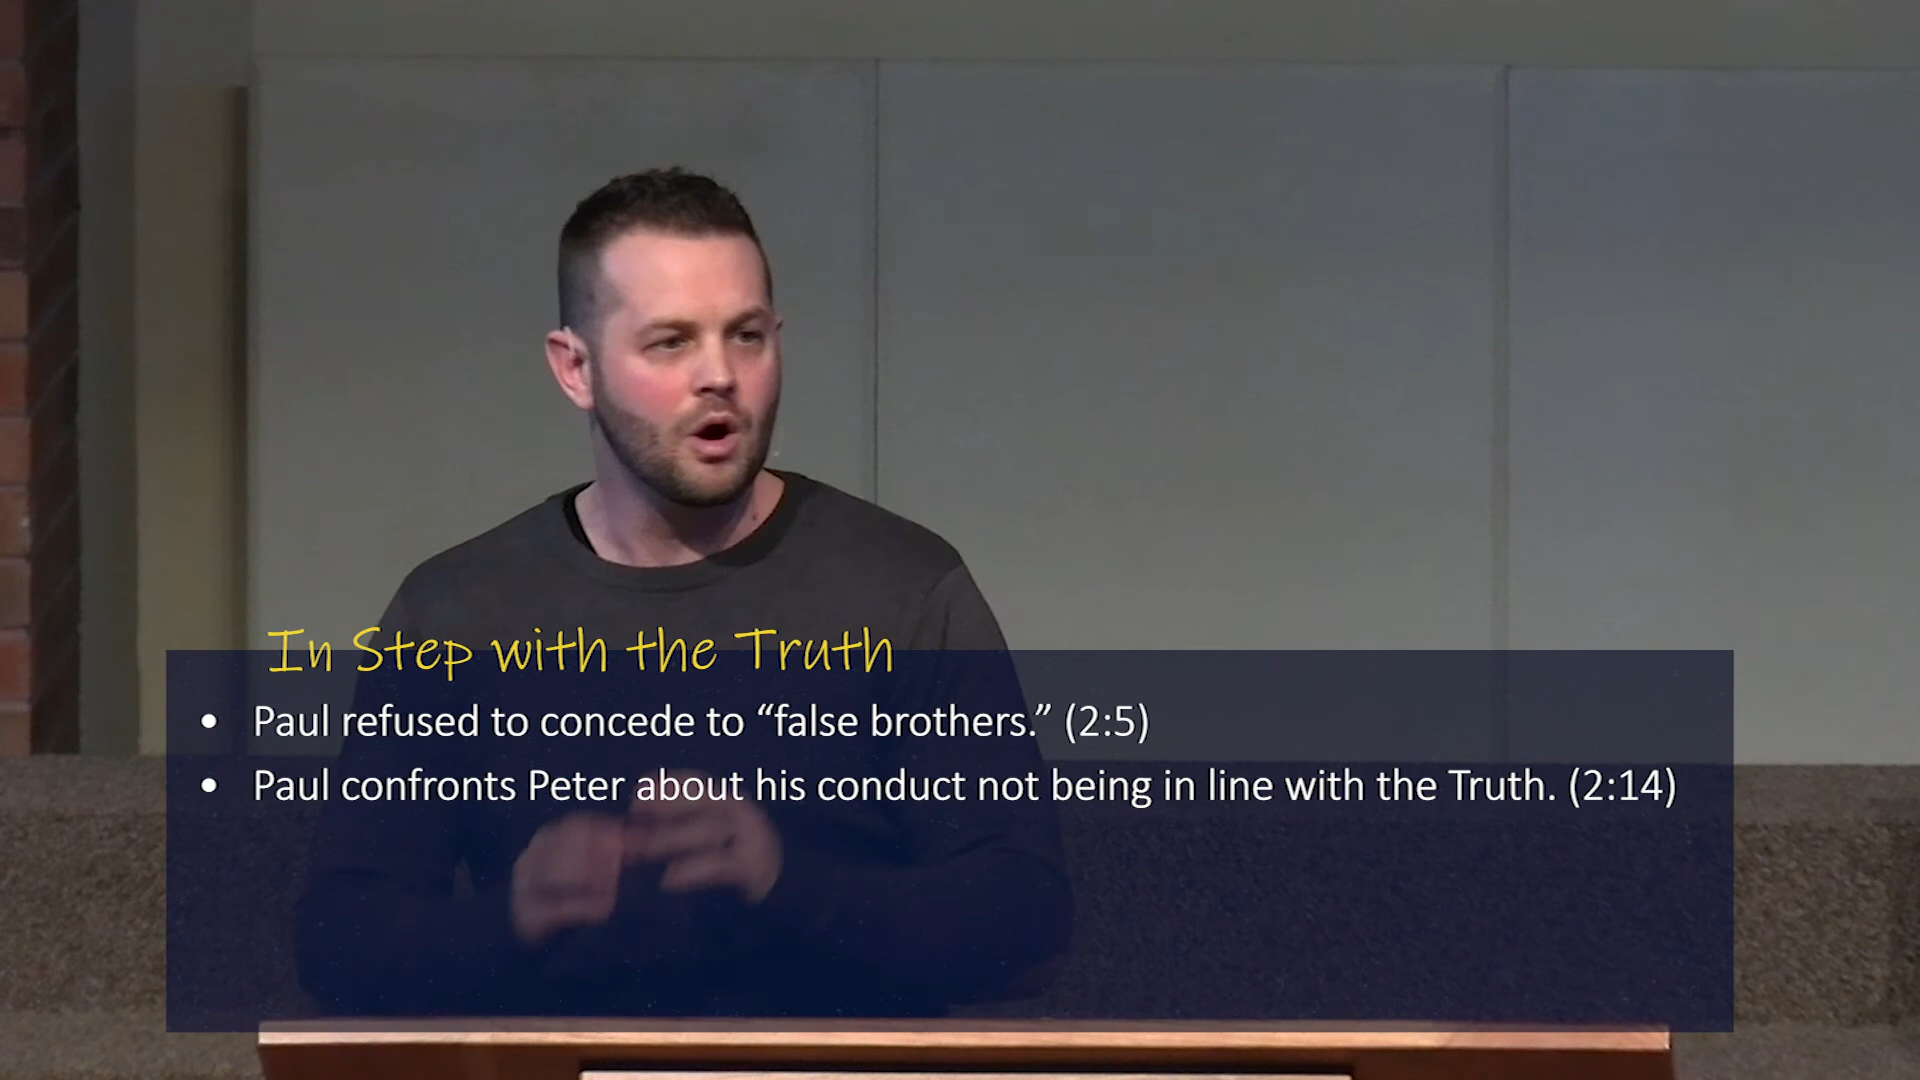 In Step with the Truth
• Paul refused to concede to “false brothers.” (2:5)
• Paul confronts Peter about his conduct not being in line with the Truth. (2:14)